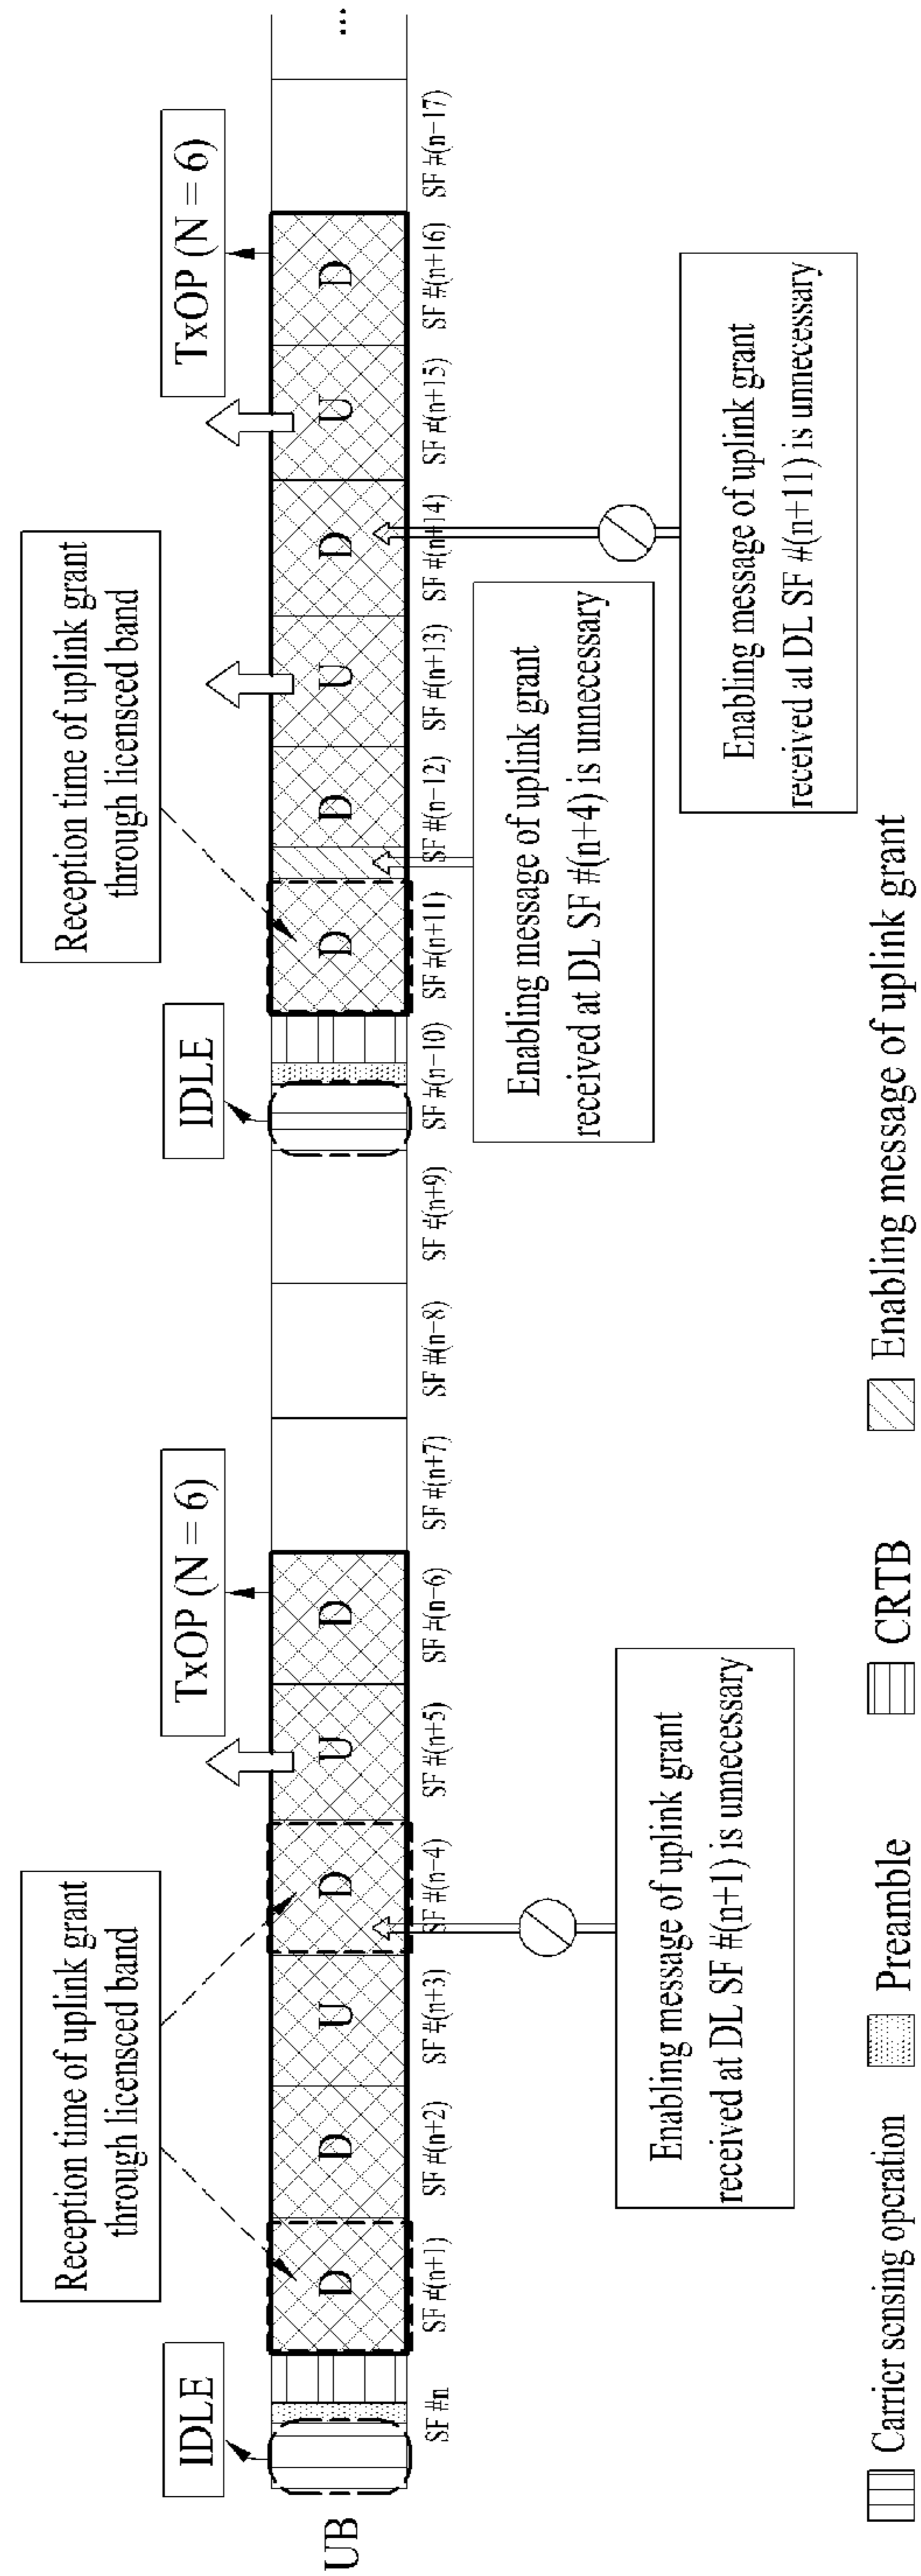 UB
IDLE
Reception time of uplink grant
through licensced band
TxOP (N = 6)
IDLE
Reception time of uplink grant
through licensced band
TxOP (N = 6)
D
D
U
D
U
D
D
D
U
D
U
D
...
SF #n
SF #(n+1)
SF #(n+2)
SF #(n+3)
SF #(n-4)
SF #(n+5)
SF #(n-6)
SF #(n+7)
SF #(n-8)
SF #(n+9)
SF #(n-10)
SF #(n+11)
SF #(n-12)
SF #(n+13)
SF #(n+14)
SF #(n+15)
SF #(n+16)
SF #(n-17)
Enabling message of uplink grant
received at DL SF #(n+1) is unnecessary
Enabling message of uplink grant
received at DL SF #(n+4) is unnecessary
Enabling message of uplink grant
received at DL SF #(n+11) is unnecessary
Carrier sensing operation
Preamble
CRTB
Enabling message of uplink grant